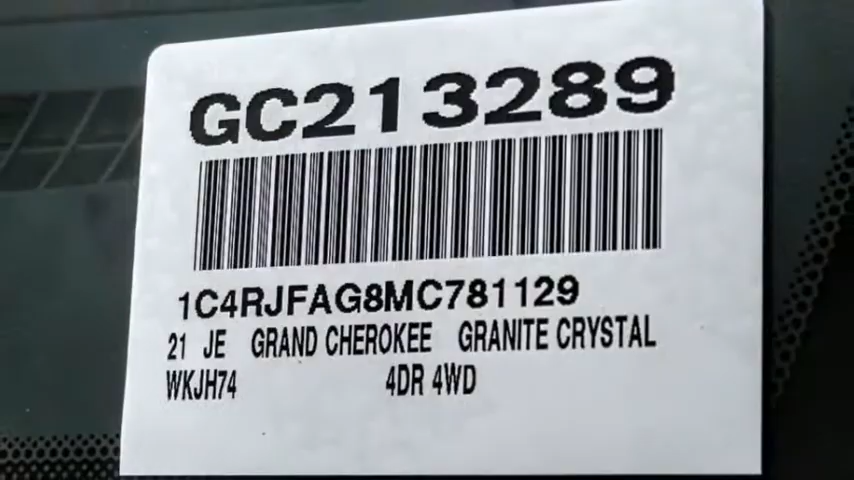 GC213289
1C4RJFAG8MC781129
21 JE GRAND CHEROKEE GRANITE CRYSTAL
WKJH74 4DR 4WD